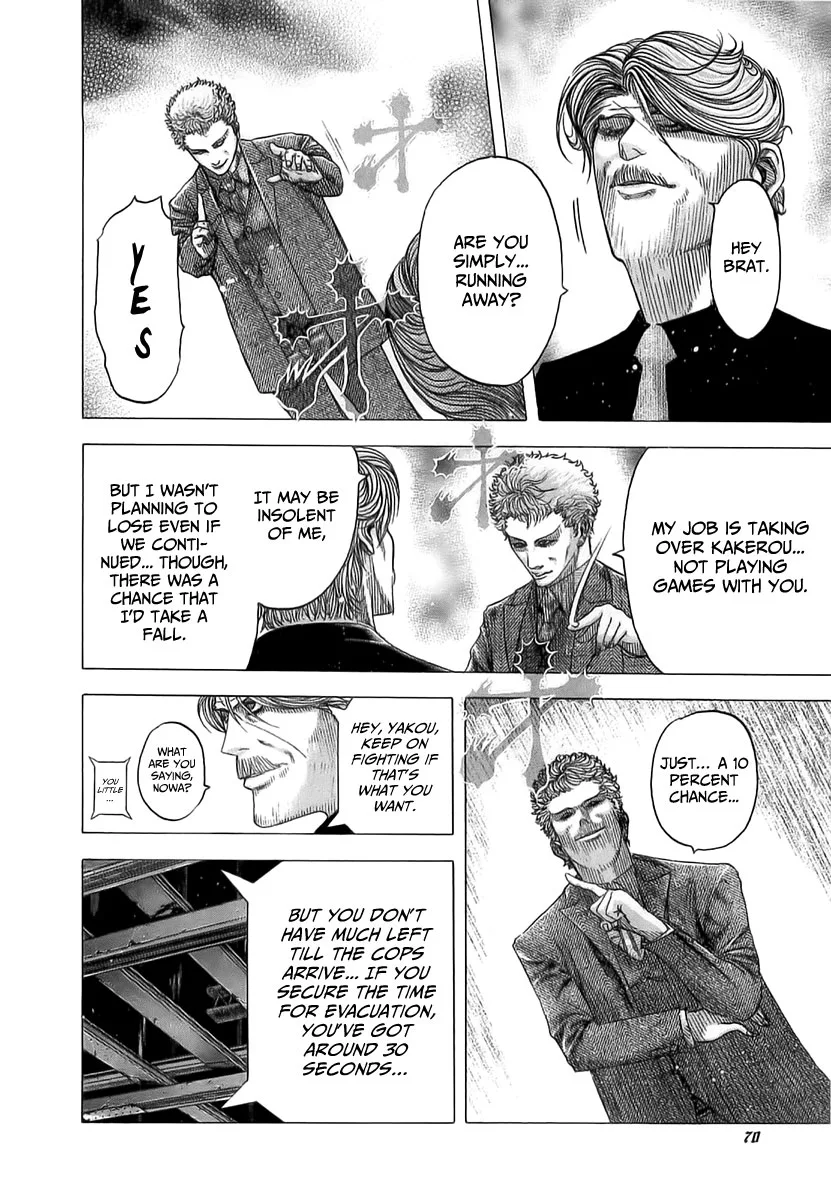 HEY
BRAT.
ARE YOU
SIMPLY...
RUNNING
AWAY?
YES
MY JOB IS TAKING
OVER KAKEROU...
NOT PLAYING
GAMES WITH YOU.
IT MAY BE
INSOLENT
OF ME,
BUT I WASN'T
PLANNING TO
LOSE EVEN IF
WE CONTI-
NUED... THOUGH,
THERE WAS A
CHANCE THAT
I'D TAKE A
FALL.
JUST... A 10
PERCENT
CHANCE...
HEY, YAKOU,
KEEP ON
FIGHTING IF
THAT'S
WHAT YOU
WANT.
WHAT
ARE YOU
SAYING,
NOWA?
YOU
LITTLE
...
BUT YOU DON'T
HAVE MUCH LEFT
TILL THE COPS
ARRIVE... IF YOU
SECURE THE TIME
FOR EVACUATION,
YOU'VE GOT
AROUND 30
SECONDS...
70